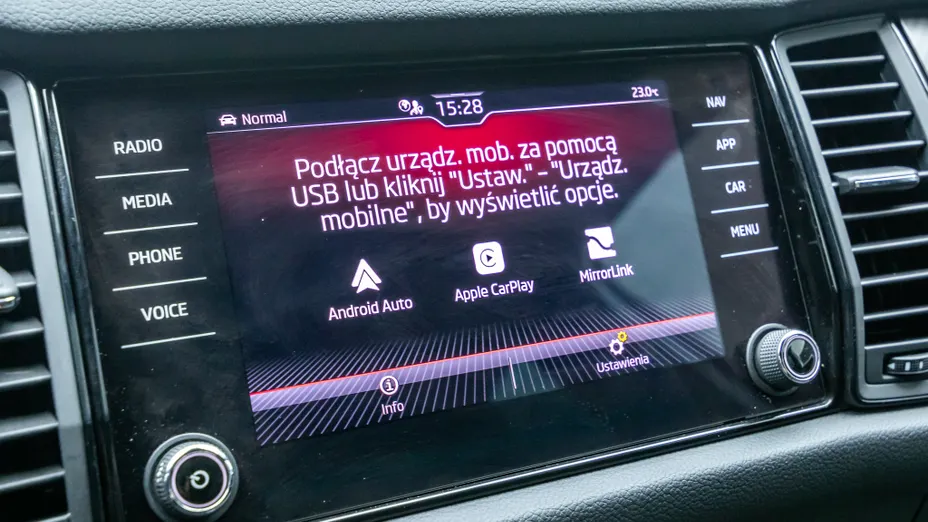 RADIO
MEDIA
PHONE
VOICE
Normal
15:28
23.0°C
Podłącz urządz. mob. za pomocą
USB lub kliknij "Ustaw." - "Urządz.
mobilne", by wyświetlić opcje.
Android Auto
Apple CarPlay
MirrorLink
Info
Ustawienia
NAV
APP
CAR
MENU